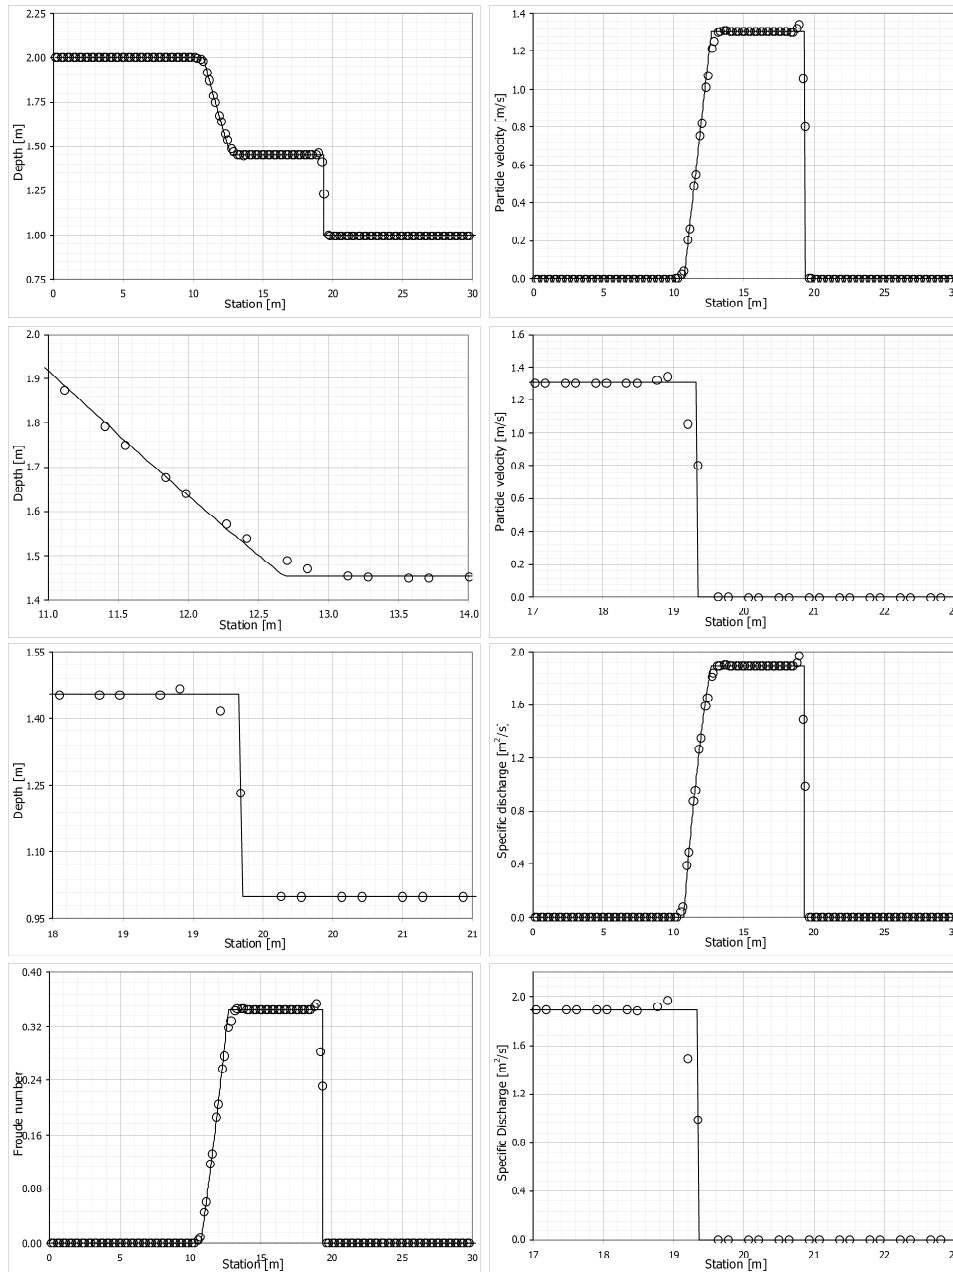 2.25
2.00
1.75
1.50
1.25
1.00
0.75
Depth [m]
0 5 10 15 20 25 30
Station [m]
1.4
1.2
1.0
0.8
0.6
0.4
0.2
0.0
Particle velocity [m/s]
0 5 10 15 20 25
Station [m]
2.0
1.9
1.8
1.7
1.6
1.5
1.4
Depth [m]
11.0 11.5 12.0 12.5 13.0 13.5 14.0
Station [m]
1.6
1.4
1.2
1.0
0.8
0.6
0.4
0.2
0.0
Particle velocity [m/s]
17 18 19 20 21 22
Station [m]
1.55
1.40
1.25
1.10
0.95
Depth [m]
18 19 19 20 20 21 21
Station [m]
2.0
1.6
1.2
0.8
0.4
0.0
Specific discharge [m²/s]
0 5 10 15 20 25
Station [m]
0.40
0.32
0.24
0.16
0.08
0.00
Froude number
0 5 10 15 20 25 30
Station [m]
2.0
1.6
1.2
0.8
0.4
0.0
Specific Discharge [m²/s]
17 18 19 20 21 22
Station [m]